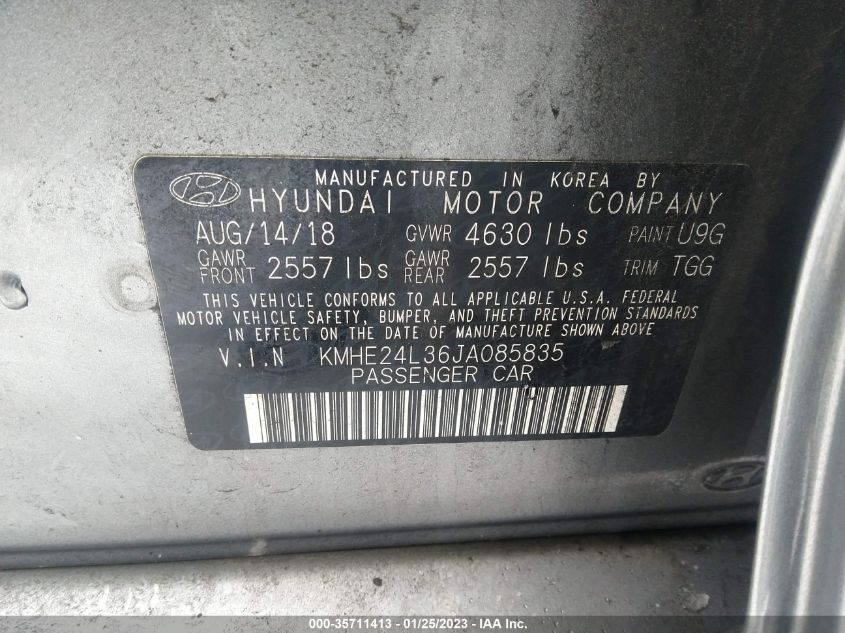 MANUFACTURED IN KOREA BY
HYUNDAI MOTOR COMPANY
AUG/14/18 GVWR 4630 lbs PAINT U9G
GAWR FRONT 2557 lbs GAWR REAR 2557 lbs TRIM TGG
THIS VEHICLE CONFORMS TO ALL APPLICABLE U.S.A. FEDERAL
MOTOR VEHICLE SAFETY, BUMPER, AND THEFT PREVENTION STANDARDS
IN EFFECT ON THE DATE OF MANUFACTURE SHOWN ABOVE
V.I.N KMHE24L36JA085835
PASSENGER CAR
000-35711413 - 01/25/2023 - IAA Inc.